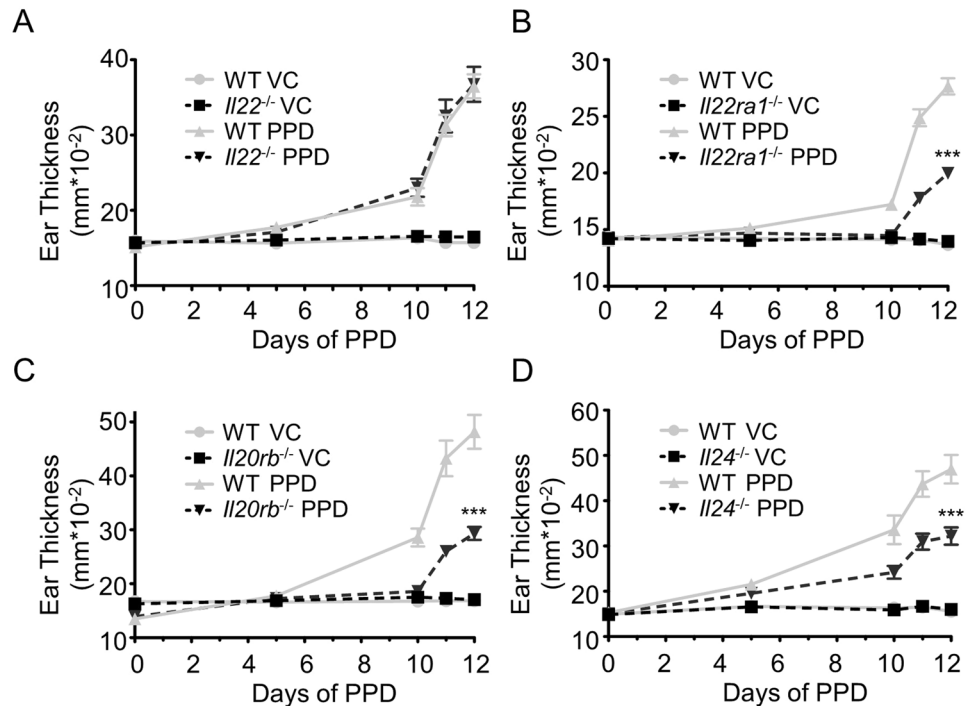 A
40
30
20
10
Ear Thickness
(mm*10⁻²)
WT VC
Il22⁻/⁻ VC
WT PPD
Il22⁻/⁻ PPD
0 2 4 6 8 10 12
Days of PPD
B
30
25
20
15
10
Ear Thickness
(mm*10⁻²)
WT VC
Il22ra1⁻/⁻ VC
WT PPD
Il22ra1⁻/⁻ PPD
***
0 2 4 6 8 10 12
Days of PPD
C
50
40
30
20
10
Ear Thickness
(mm*10⁻²)
WT VC
Il20rb⁻/⁻ VC
WT PPD
Il20rb⁻/⁻ PPD
***
0 2 4 6 8 10 12
Days of PPD
D
60
50
40
30
20
10
Ear Thickness
(mm*10⁻²)
WT VC
Il24⁻/⁻ VC
WT PPD
Il24⁻/⁻ PPD
***
0 2 4 6 8 10 12
Days of PPD